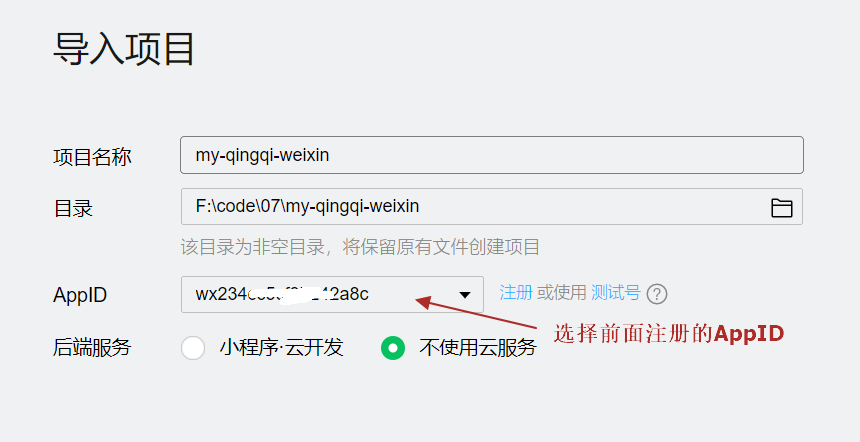 导入项目
项目名称 my-qingqi-weixin
目录 F:\code\07\my-qingqi-weixin
该目录为非空目录，将保留原有文件创建项目
AppID 注册 或使用 测试号 ?
选择前面注册的AppID
后端服务 小程序·云开发 不使用云服务